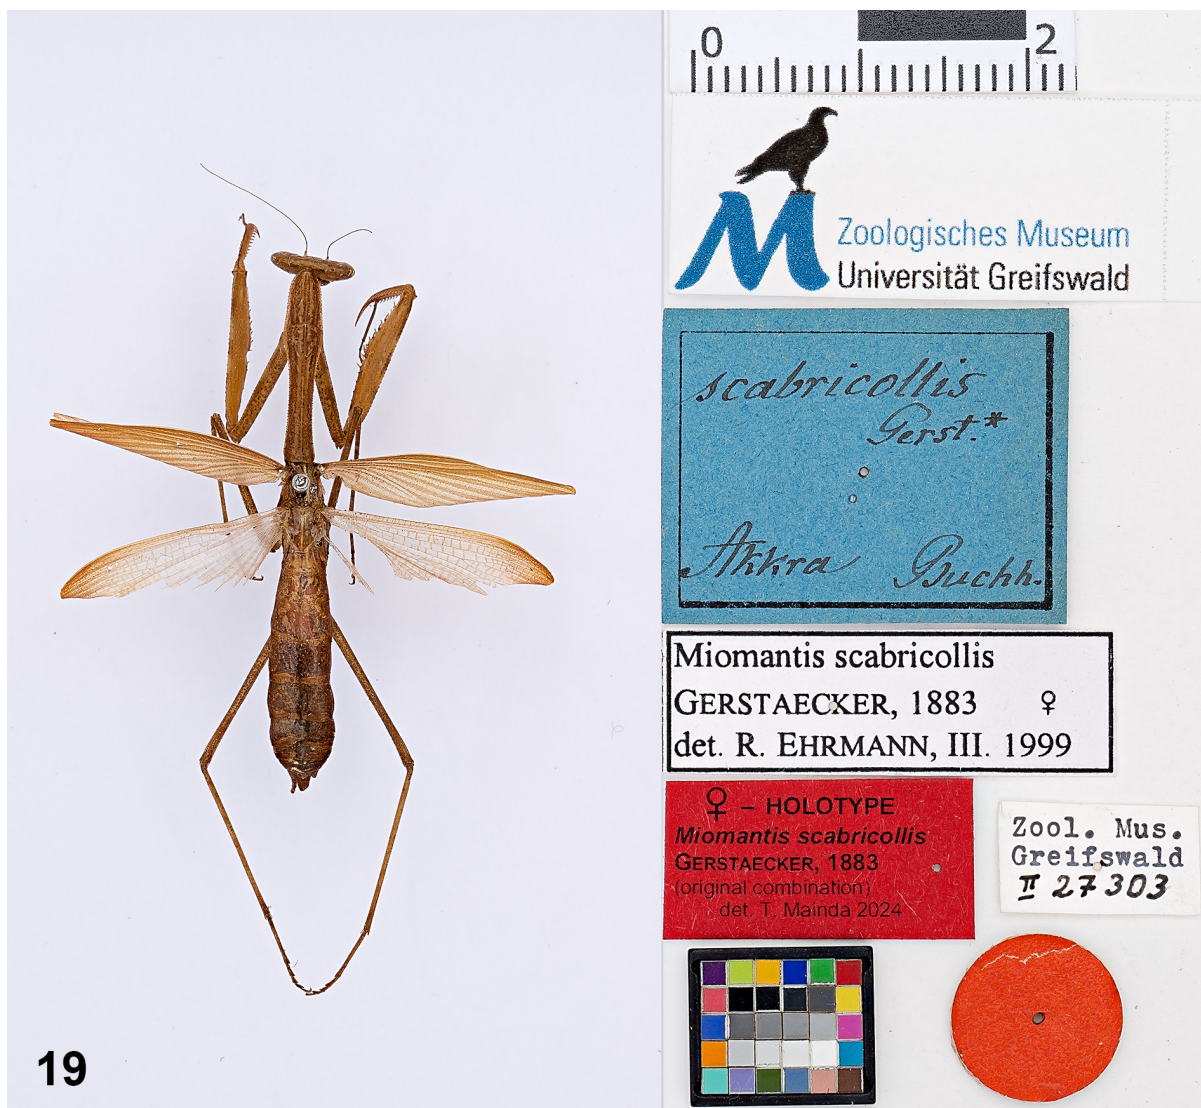 0 2
Zoologisches Museum
Universität Greifswald
scabricollis
Gerst.*
Akkra Buchh.
Miomantis scabricollis
GERSTAECKER, 1883 ♀
det. R. EHRMANN, III. 1999
♀ – HOLOTYPE
Miomantis scabricollis
GERSTAECKER, 1883
(original combination)
det. T. Mainda 2024
Zool. Mus.
Greifswald
II 27303
19